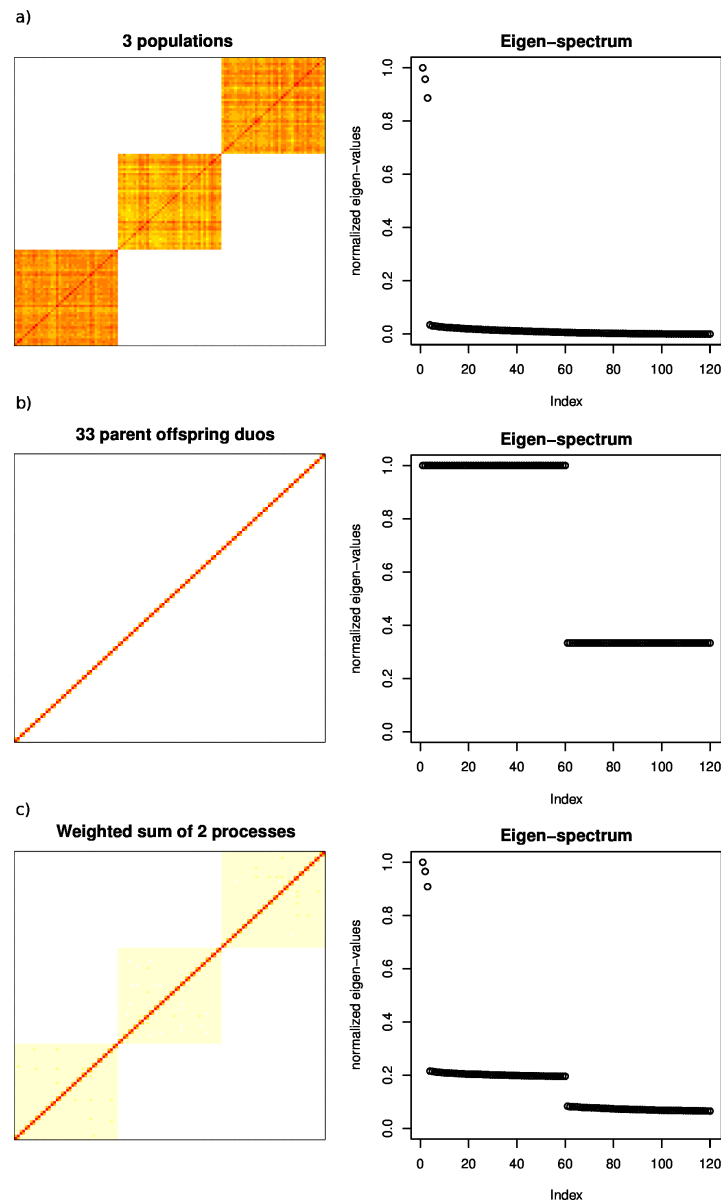 a)
3 populations
Eigen-spectrum
normalized eigen-values
1.0
0.8
0.6
0.4
0.2
0.0
0 20 40 60 80 100 120
Index
b)
33 parent offspring duos
Eigen-spectrum
normalized eigen-values
1.0
0.8
0.6
0.4
0.2
0.0
0 20 40 60 80 100 120
Index
c)
Weighted sum of 2 processes
Eigen-spectrum
normalized eigen-values
1.0
0.8
0.6
0.4
0.2
0.0
0 20 40 60 80 100 120
Index